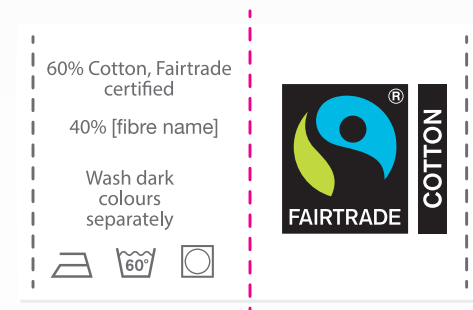 60% Cotton, Fairtrade
certified
40% [fibre name]
Wash dark
colours
separately
60°
®
FAIRTRADE
COTTON